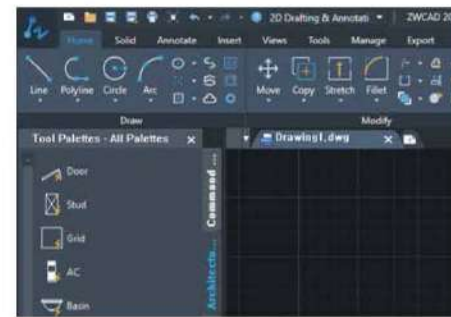 2D Drafting & Annotati ZWCAD 20
Home Solid Annotate Insert Views Tools Manage Export
Line Polyline Circle Arc Move Copy Stretch Fillet
Draw Modify
Tool Palettes - All Palettes Drawing1.dwg
Door
Stud
Grid
AC
Basin
Command ...
Architectu...